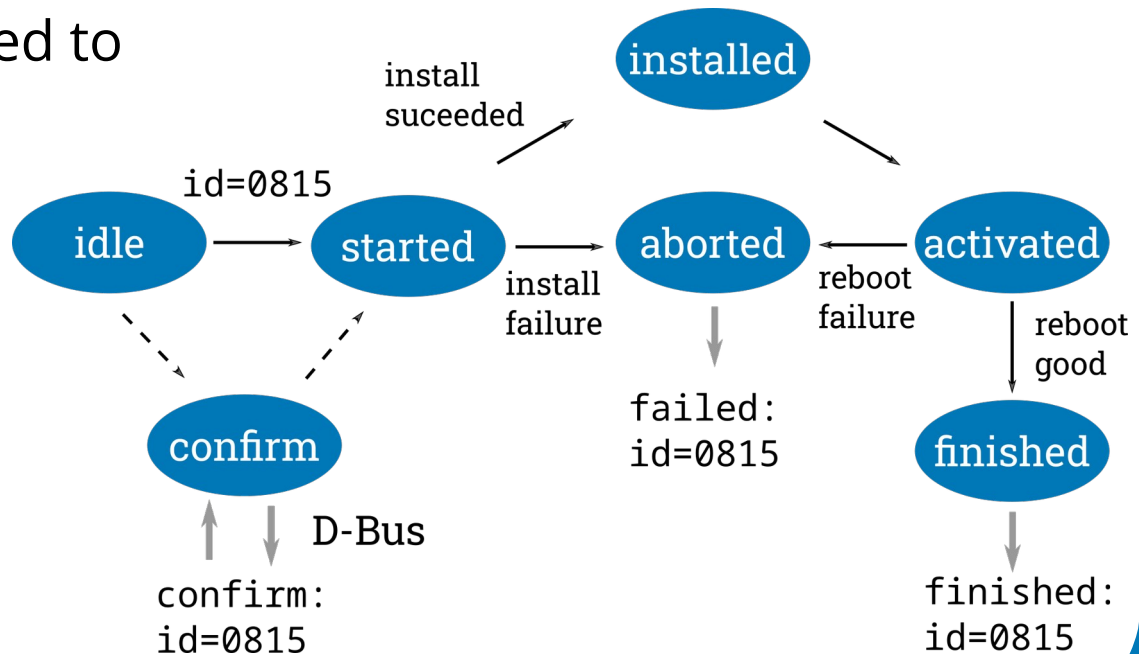 ed to
installed
install
suceeded
id=0815
idle
started
aborted
activated
install
failure
reboot
failure
reboot
good
failed:
id=0815
confirm
finished
D-Bus
confirm:
id=0815
finished:
id=0815